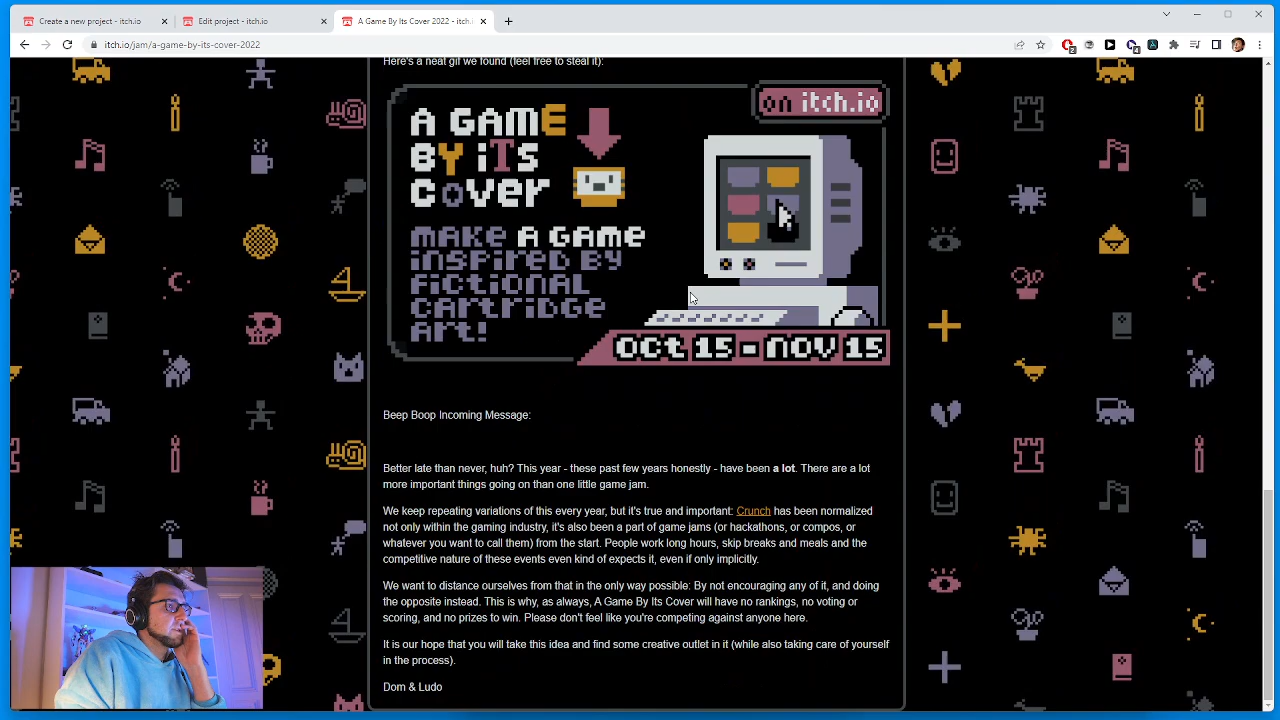 Create a new project - itch.io
Edit project - itch.io
A Game By Its Cover 2022 - itch.i
itch.io/jam/a-game-by-its-cover-2022
Here's a neat gif we found (feel free to steal it):
on itch.io
A GAME
BY iTS
Cover
MAKE A GAME
inspired by
fictional
cartridge
Art!
Oct 15 - Nov 15
Beep Boop Incoming Message:
Better late than never, huh? This year - these past few years honestly - have been a lot. There are a lot
more important things going on than one little game jam.
We keep repeating variations of this every year, but it's true and important: Crunch has been normalized
not only within the gaming industry, it's also been a part of game jams (or hackathons, or compos, or
whatever you want to call them) from the start. People work long hours, skip breaks and meals and the
competitive nature of these events even kind of expects it, even if only implicitly.
We want to distance ourselves from that in the only way possible: By not encouraging any of it, and doing
the opposite instead. This is why, as always, A Game By Its Cover will have no rankings, no voting or
scoring, and no prizes to win. Please don't feel like you're competing against anyone here.
It is our hope that you will take this idea and find some creative outlet in it (while also taking care of yourself
in the process).
Dom & Ludo